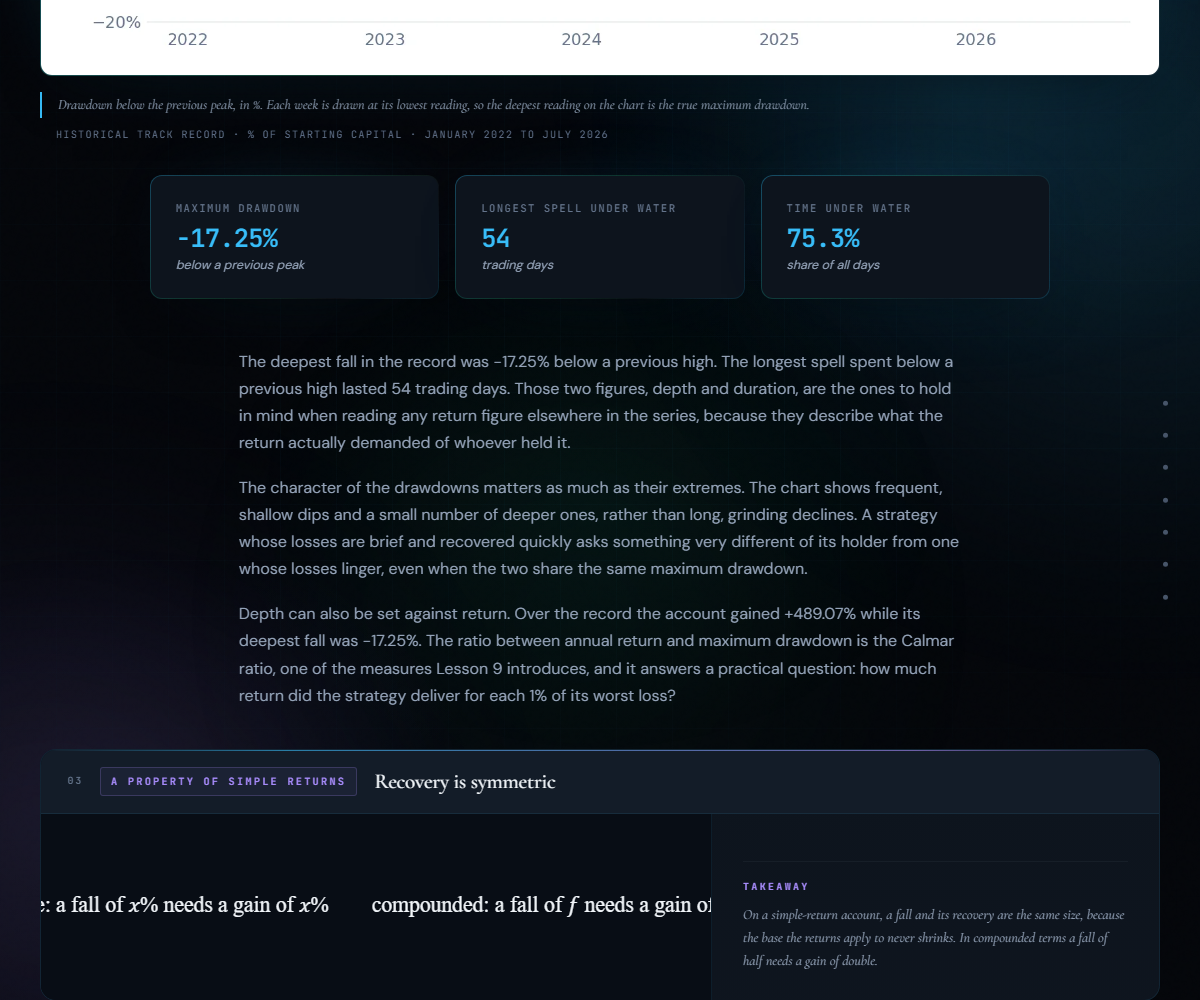 −20%
2022 2023 2024 2025 2026
Drawdown below the previous peak, in %. Each week is drawn at its lowest reading, so the deepest reading on the chart is the true maximum drawdown.
HISTORICAL TRACK RECORD · % OF STARTING CAPITAL · JANUARY 2022 TO JULY 2026
MAXIMUM DRAWDOWN
-17.25%
below a previous peak
LONGEST SPELL UNDER WATER
54
trading days
TIME UNDER WATER
75.3%
share of all days
The deepest fall in the record was -17.25% below a previous high. The longest spell spent below a
previous high lasted 54 trading days. Those two figures, depth and duration, are the ones to hold
in mind when reading any return figure elsewhere in the series, because they describe what the
return actually demanded of whoever held it.
The character of the drawdowns matters as much as their extremes. The chart shows frequent,
shallow dips and a small number of deeper ones, rather than long, grinding declines. A strategy
whose losses are brief and recovered quickly asks something very different of its holder from one
whose losses linger, even when the two share the same maximum drawdown.
Depth can also be set against return. Over the record the account gained +489.07% while its
deepest fall was -17.25%. The ratio between annual return and maximum drawdown is the Calmar
ratio, one of the measures Lesson 9 introduces, and it answers a practical question: how much
return did the strategy deliver for each 1% of its worst loss?
03 A PROPERTY OF SIMPLE RETURNS Recovery is symmetric
e: a fall of x% needs a gain of x% compounded: a fall of f needs a gain of
TAKEAWAY
On a simple-return account, a fall and its recovery are the same size, because
the base the returns apply to never shrinks. In compounded terms a fall of
half needs a gain of double.